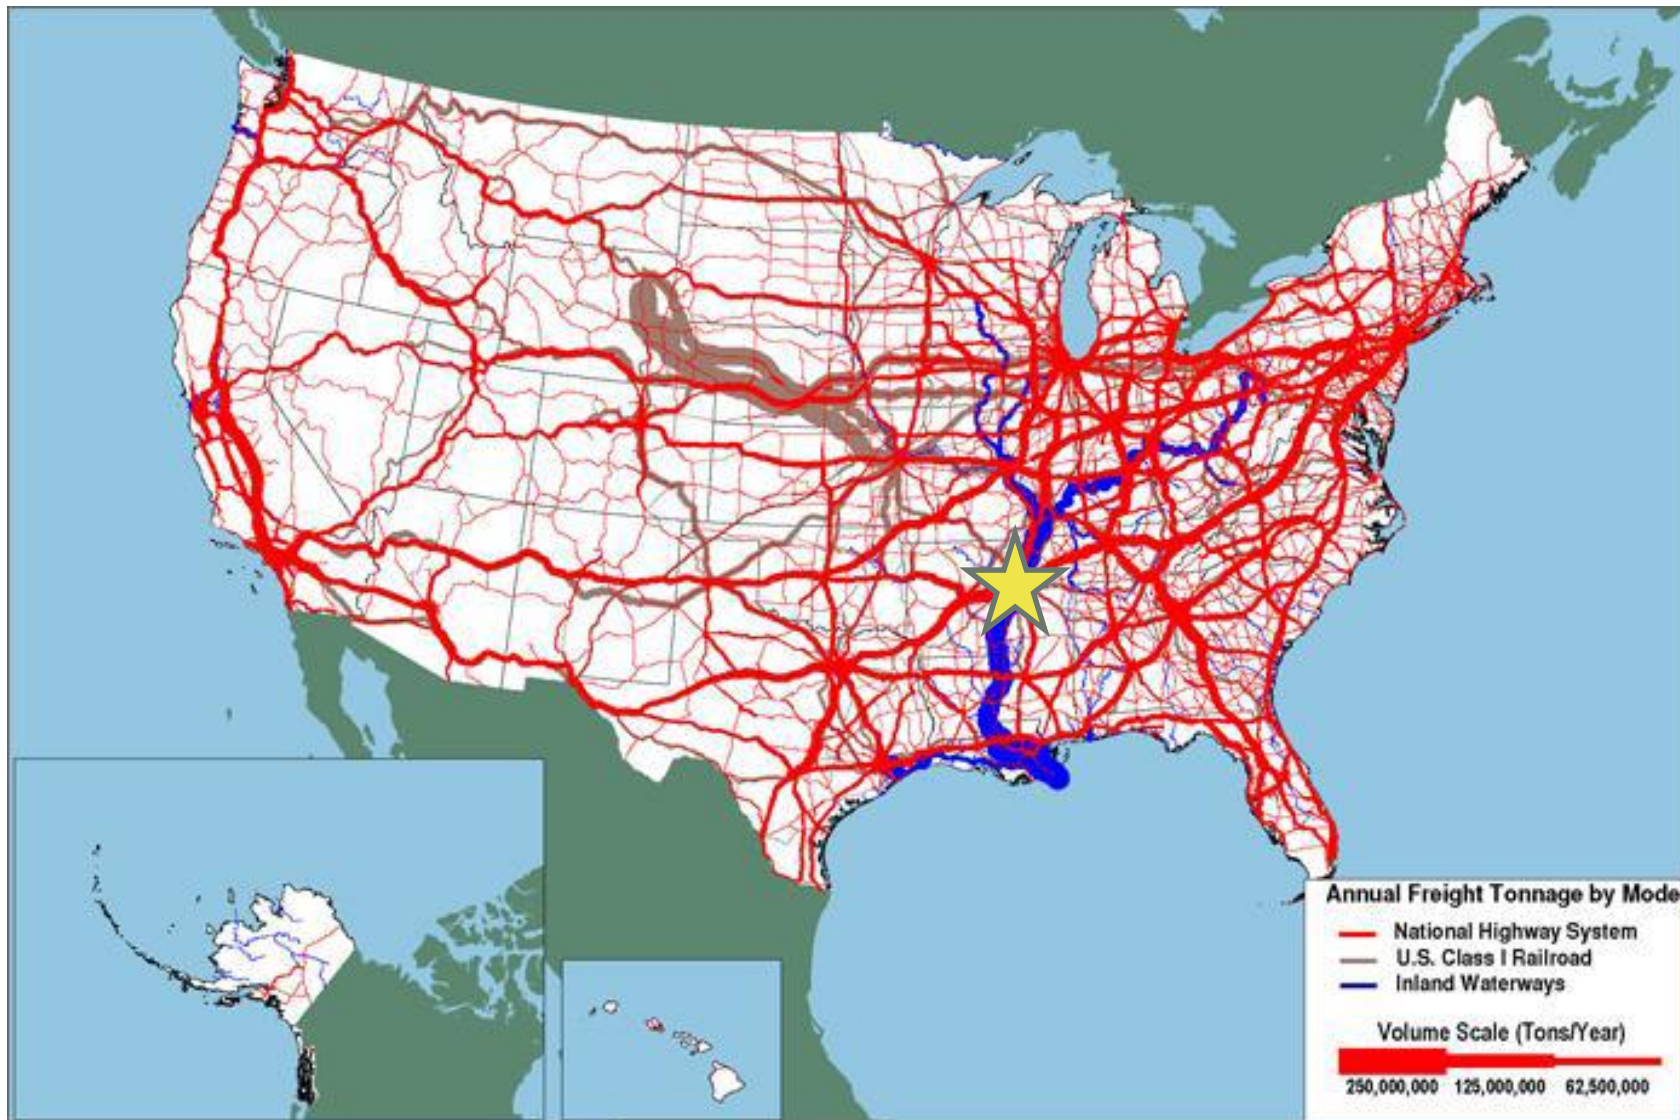 Annual Freight Tonnage by Mode
National Highway System
U.S. Class I Railroad
Inland Waterways
Volume Scale (Tons/Year)
250,000,000 125,000,000 62,500,000